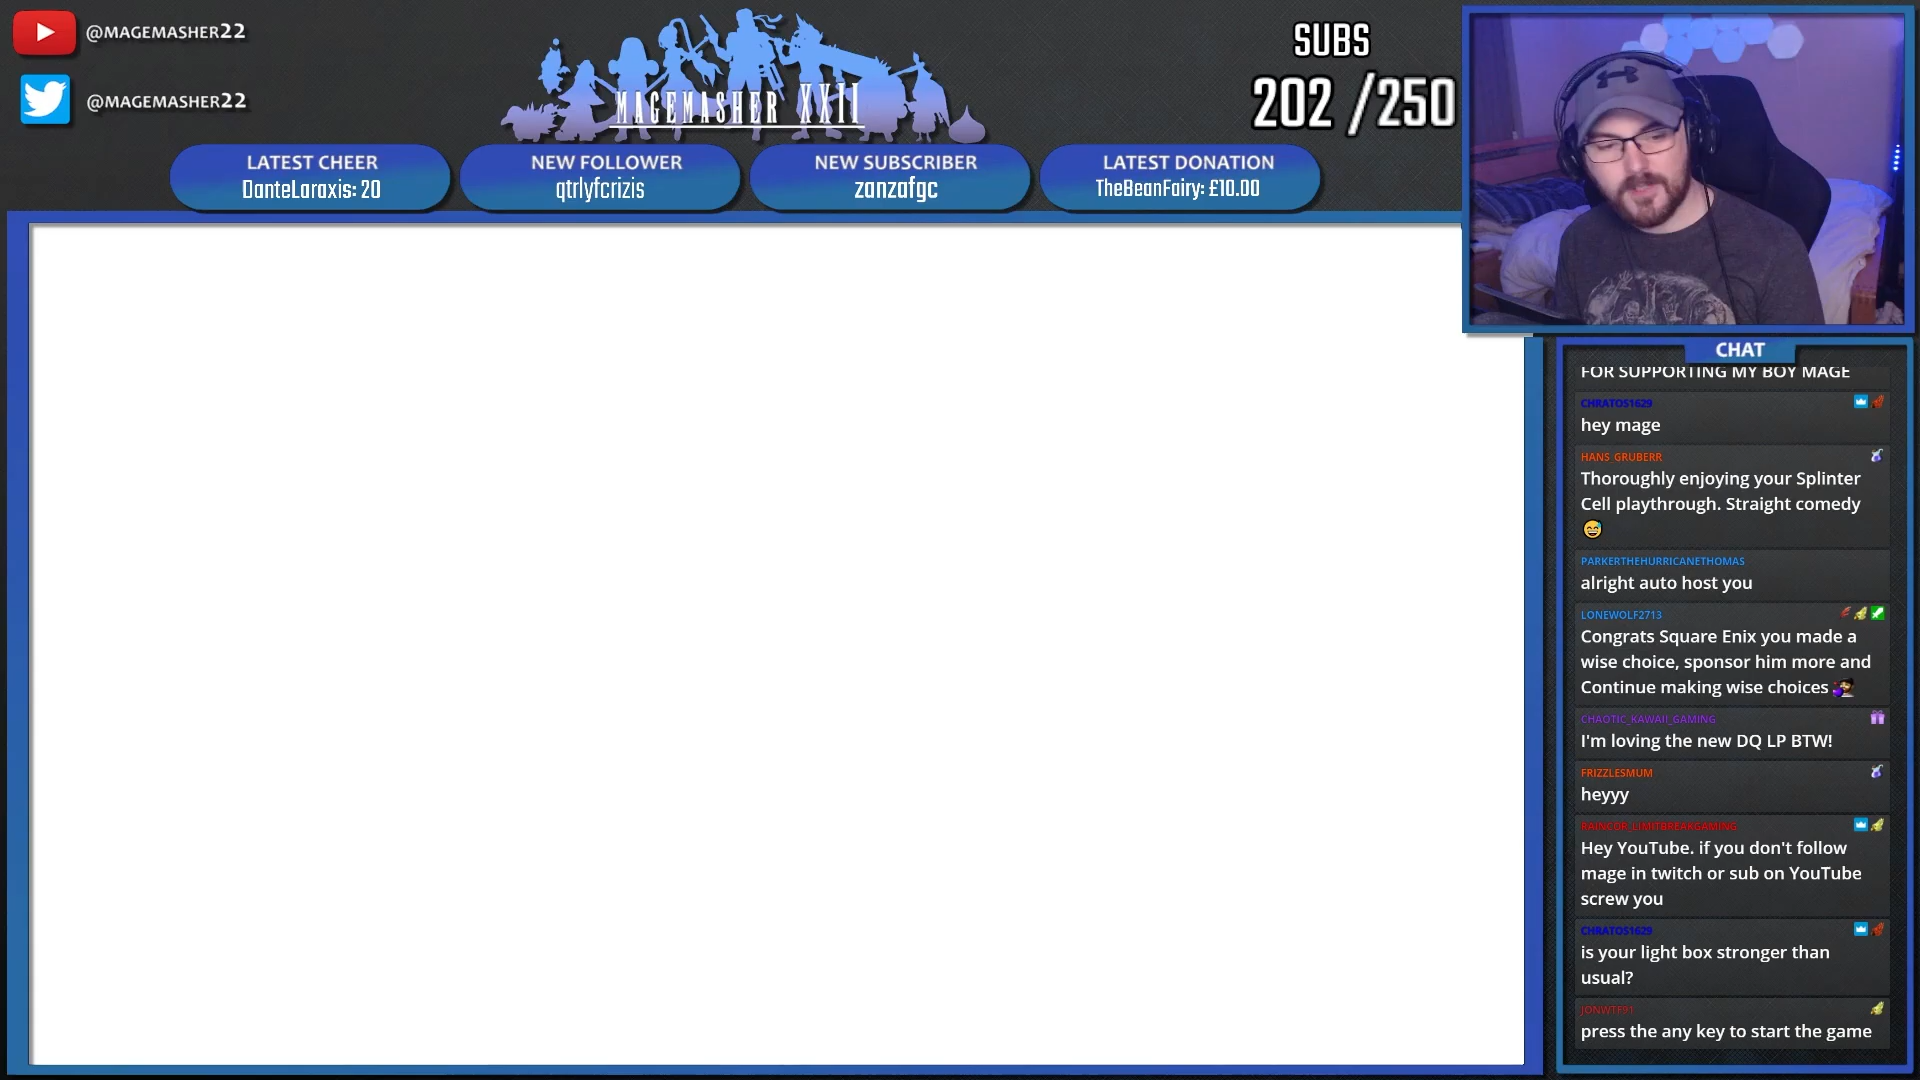 @MAGEMASHER22
@MAGEMASHER22
MAGEMASHER XXII
SUBS
202 /250
LATEST CHEER
DanteLaraxis: 20
NEW FOLLOWER
qtrlyfcrizis
NEW SUBSCRIBER
zanzafgc
LATEST DONATION
TheBeanFairy: £10.00
CHAT
FOR SUPPORTING MY BOY MAGE
CHRATOS1629
hey mage
HANS_GRUBERR
Thoroughly enjoying your Splinter
Cell playthrough. Straight comedy
😅
PARKERTHEHURRICANETHOMAS
alright auto host you
LONEWOLF2713
Congrats Square Enix you made a
wise choice, sponsor him more and
Continue making wise choices
CHAOTIC_KAWAII_GAMING
I'm loving the new DQ LP BTW!
FRIZZLESMUM
heyyy
RAINCOR_LIMITBREAKGAMING
Hey YouTube. if you don't follow
mage in twitch or sub on YouTube
screw you
CHRATOS1629
is your light box stronger than
usual?
JONWTF91
press the any key to start the game